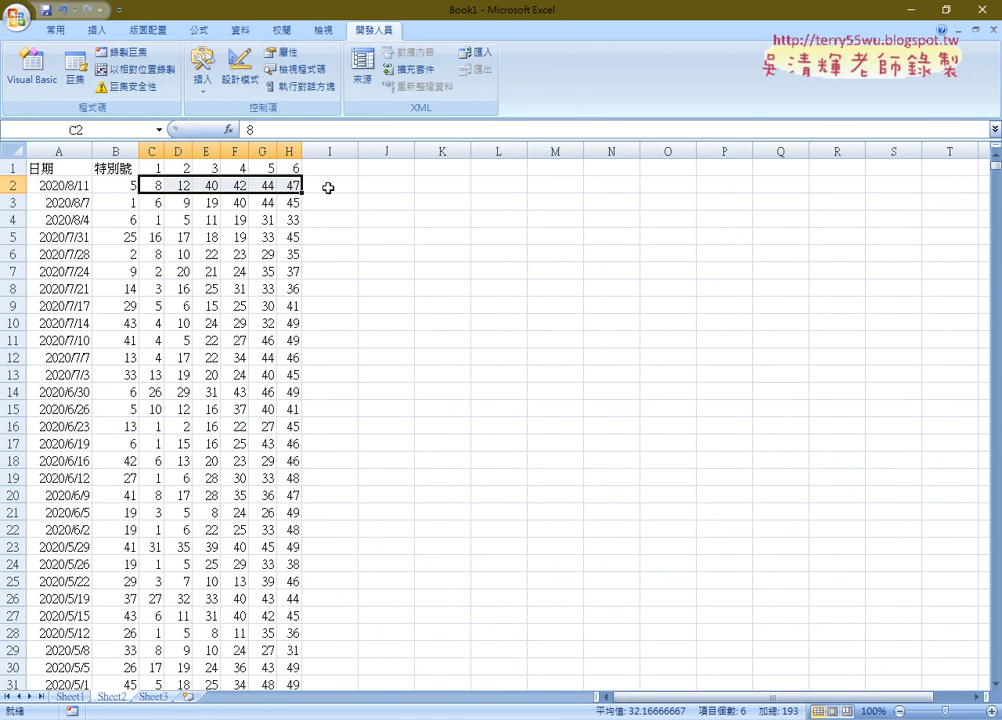 Book1 - Microsoft Excel
常用 插入 版面配置 公式 資料 校閱 檢視 開發人員
http://terry55wu.blogspot.tw
吳清輝老師錄製
Visual Basic 巨集 錄製巨集 以相對位置錄製 巨集安全性
插入 設計模式 屬性 檢視程式碼 執行對話方塊
來源 對應內容 擴充套件 重新整理資料 匯入 匯出
程式碼 控制項 XML
C2 fx 8
A B C D E F G H I J K L M N O P Q R S T
1 日期 特別號 1 2 3 4 5 6
2 2020/8/11 5 8 12 40 42 44 47
3 2020/8/7 1 6 9 19 40 44 45
4 2020/8/4 6 1 5 11 19 31 33
5 2020/7/31 25 16 17 18 19 33 45
6 2020/7/28 2 8 10 22 23 29 35
7 2020/7/24 9 2 20 21 24 35 37
8 2020/7/21 14 3 16 25 31 33 36
9 2020/7/17 29 5 6 15 25 30 41
10 2020/7/14 43 4 10 24 29 32 49
11 2020/7/10 41 4 5 22 27 46 49
12 2020/7/7 13 4 17 22 34 44 46
13 2020/7/3 33 13 19 20 24 40 45
14 2020/6/30 6 26 29 31 43 46 49
15 2020/6/26 5 10 12 16 37 40 41
16 2020/6/23 13 1 2 16 22 27 45
17 2020/6/19 6 1 15 16 25 43 46
18 2020/6/16 42 6 13 20 23 29 46
19 2020/6/12 27 1 6 28 30 33 48
20 2020/6/9 41 8 17 28 35 36 47
21 2020/6/5 19 3 5 8 24 26 49
22 2020/6/2 19 1 6 22 25 33 48
23 2020/5/29 41 31 35 39 40 45 49
24 2020/5/26 19 1 5 25 29 33 38
25 2020/5/22 29 3 7 10 13 39 46
26 2020/5/19 37 27 32 33 40 43 44
27 2020/5/15 43 6 11 31 40 42 45
28 2020/5/12 26 1 5 8 11 35 36
29 2020/5/8 33 8 9 10 24 27 31
30 2020/5/5 26 17 19 24 36 43 49
31 2020/5/1 45 5 18 25 34 48 49
Sheet1 Sheet2 Sheet3
就緒 平均值: 32.16666667 項目個數: 6 加總: 193 100%